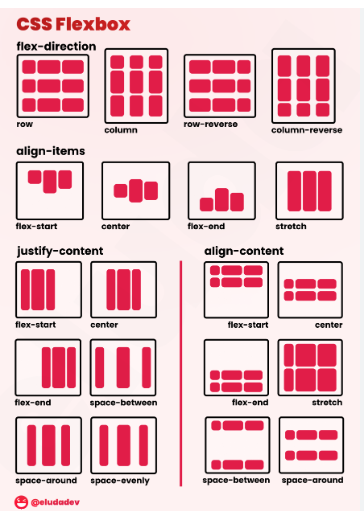 CSS Flexbox
flex-direction
row
column
row-reverse
column-reverse
align-items
flex-start
center
flex-end
stretch
justify-content
flex-start
center
flex-end
space-between
space-around
space-evenly
align-content
flex-start
center
flex-end
stretch
space-between
space-around
@eludadev